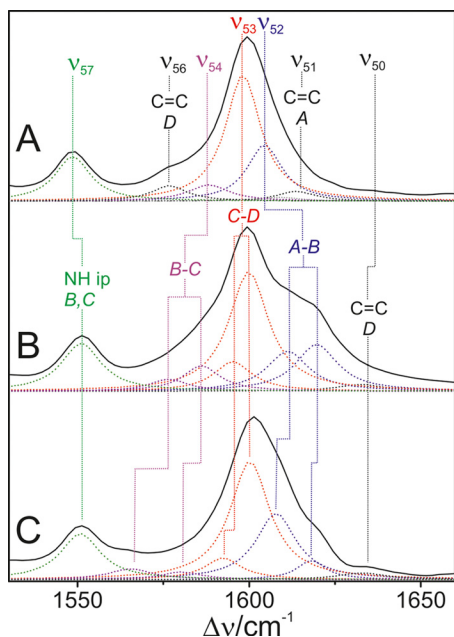 ν53
ν52
ν57 ν56 ν54 ν51 ν50
C=C C=C
D A
A
C-D
A-B
B-C
NH ip
B,C
C=C
D
B
C
1550 1600 1650
Δν/cm⁻¹